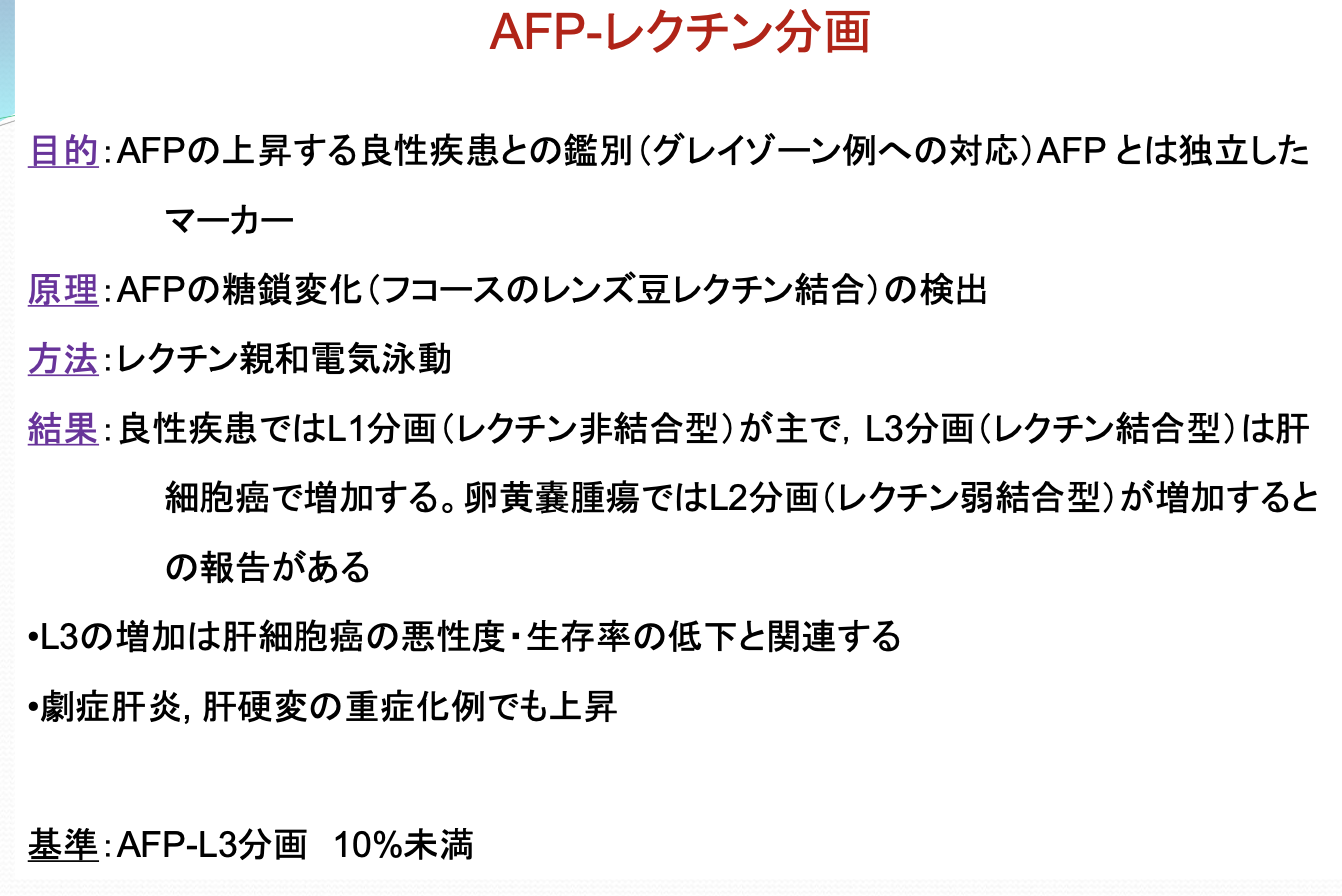 AFP-レクチン分画
目的：AFPの上昇する良性疾患との鑑別（グレイゾーン例への対応）AFP とは独立した
マーカー
原理：AFPの糖鎖変化（フコースのレンズ豆レクチン結合）の検出
方法：レクチン親和電気泳動
結果：良性疾患ではL1分画（レクチン非結合型）が主で, L3分画（レクチン結合型）は肝
細胞癌で増加する。卵黄嚢腫瘍ではL2分画（レクチン弱結合型）が増加すると
の報告がある
•L3の増加は肝細胞癌の悪性度・生存率の低下と関連する
•劇症肝炎, 肝硬変の重症化例でも上昇
基準：AFP-L3分画　10%未満